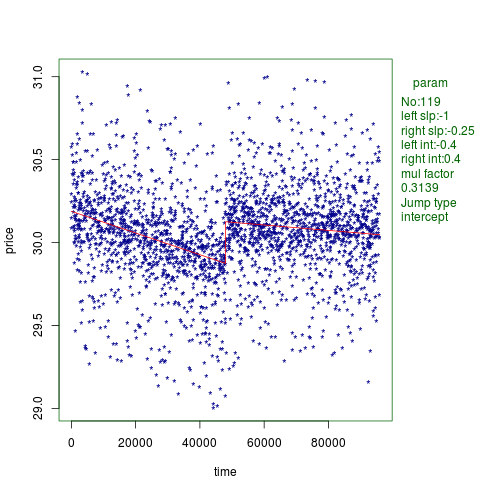 31.0
30.5
30.0
29.5
29.0
price
0
20000
40000
60000
80000
time
param
No:119
left slp:-1
right slp:-0.25
left int:-0.4
right int:0.4
mul factor
0.3139
Jump type
intercept